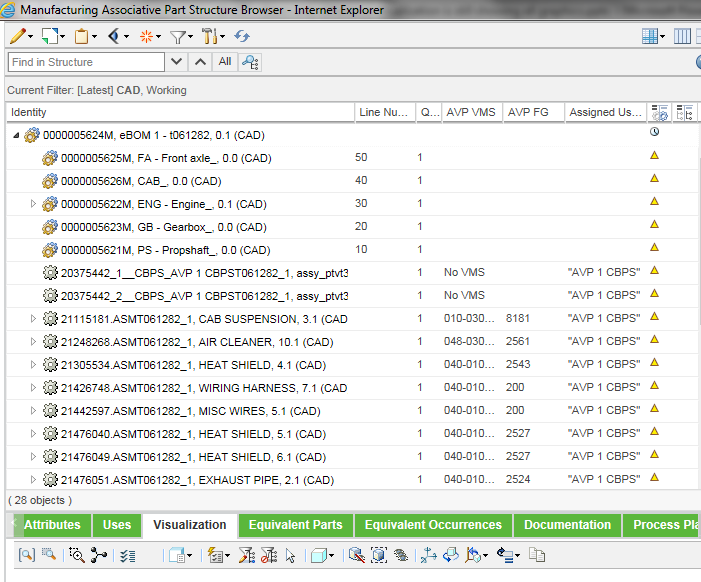 Manufacturing Associative Part Structure Browser - Internet Explorer
Find in Structure All
Current Filter: [Latest] CAD, Working
Identity Line Nu... Q... AVP VMS AVP FG Assigned Us...
0000005624M, eBOM 1 - t061282, 0.1 (CAD)
0000005625M, FA - Front axle_, 0.0 (CAD) 50 1
0000005626M, CAB_, 0.0 (CAD) 40 1
0000005622M, ENG - Engine_, 0.1 (CAD) 30 1
0000005623M, GB - Gearbox_, 0.0 (CAD) 20 1
0000005621M, PS - Propshaft_, 0.0 (CAD) 10 1
20375442_1__CBPS_AVP 1 CBPST061282_1, assy_ptvt3 1 No VMS "AVP 1 CBPS"
20375442_2__CBPS_AVP 1 CBPST061282_1, assy_ptvt3 1 No VMS "AVP 1 CBPS"
21115181.ASMT061282_1, CAB SUSPENSION, 3.1 (CAD 1 010-030... 8181 "AVP 1 CBPS"
21248268.ASMT061282_1, AIR CLEANER, 10.1 (CAD) 1 048-030... 2561 "AVP 1 CBPS"
21305534.ASMT061282_1, HEAT SHIELD, 4.1 (CAD) 1 040-010... 2543 "AVP 1 CBPS"
21426748.ASMT061282_1, WIRING HARNESS, 7.1 (CAD 1 040-010... 200 "AVP 1 CBPS"
21442597.ASMT061282_1, MISC WIRES, 5.1 (CAD) 1 040-010... 200 "AVP 1 CBPS"
21476040.ASMT061282_1, HEAT SHIELD, 5.1 (CAD) 1 040-010... 2527 "AVP 1 CBPS"
21476049.ASMT061282_1, HEAT SHIELD, 6.1 (CAD) 1 040-010... 2527 "AVP 1 CBPS"
21476051.ASMT061282_1, EXHAUST PIPE, 2.1 (CAD) 1 040-010... 2524 "AVP 1 CBPS"
( 28 objects )
Attributes Uses Visualization Equivalent Parts Equivalent Occurrences Documentation Process Pla